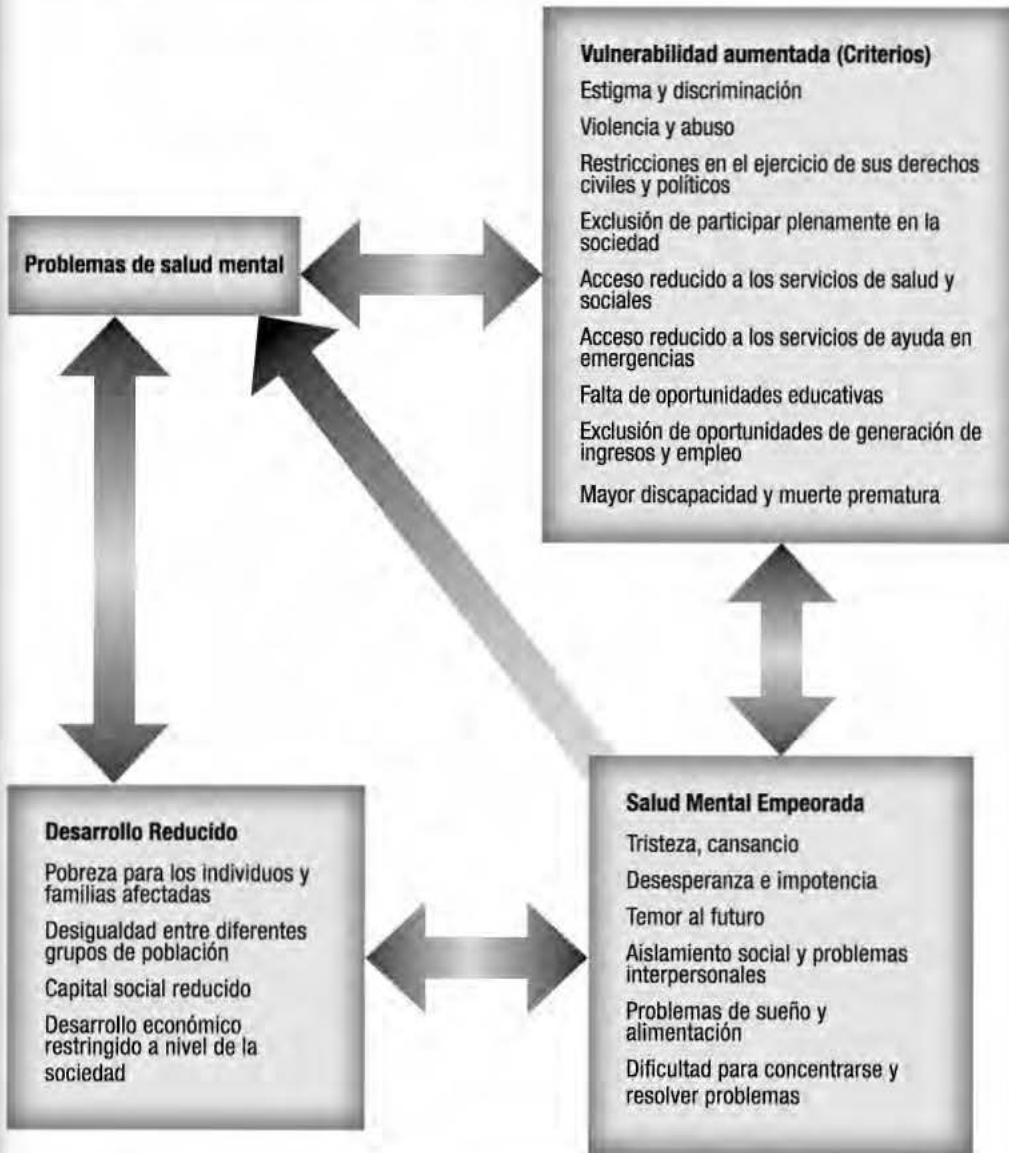 Vulnerabilidad aumentada (Criterios)
Estigma y discriminación
Violencia y abuso
Restricciones en el ejercicio de sus derechos
civiles y políticos
Exclusión de participar plenamente en la
sociedad
Acceso reducido a los servicios de salud y
sociales
Acceso reducido a los servicios de ayuda en
emergencias
Falta de oportunidades educativas
Exclusión de oportunidades de generación de
ingresos y empleo
Mayor discapacidad y muerte prematura
Problemas de salud mental
Desarrollo Reducido
Pobreza para los individuos y
familias afectadas
Desigualdad entre diferentes
grupos de población
Capital social reducido
Desarrollo económico
restringido a nivel de la
sociedad
Salud Mental Empeorada
Tristeza, cansancio
Desesperanza e impotencia
Temor al futuro
Aislamiento social y problemas
interpersonales
Problemas de sueño y
alimentación
Dificultad para concentrarse y
resolver problemas